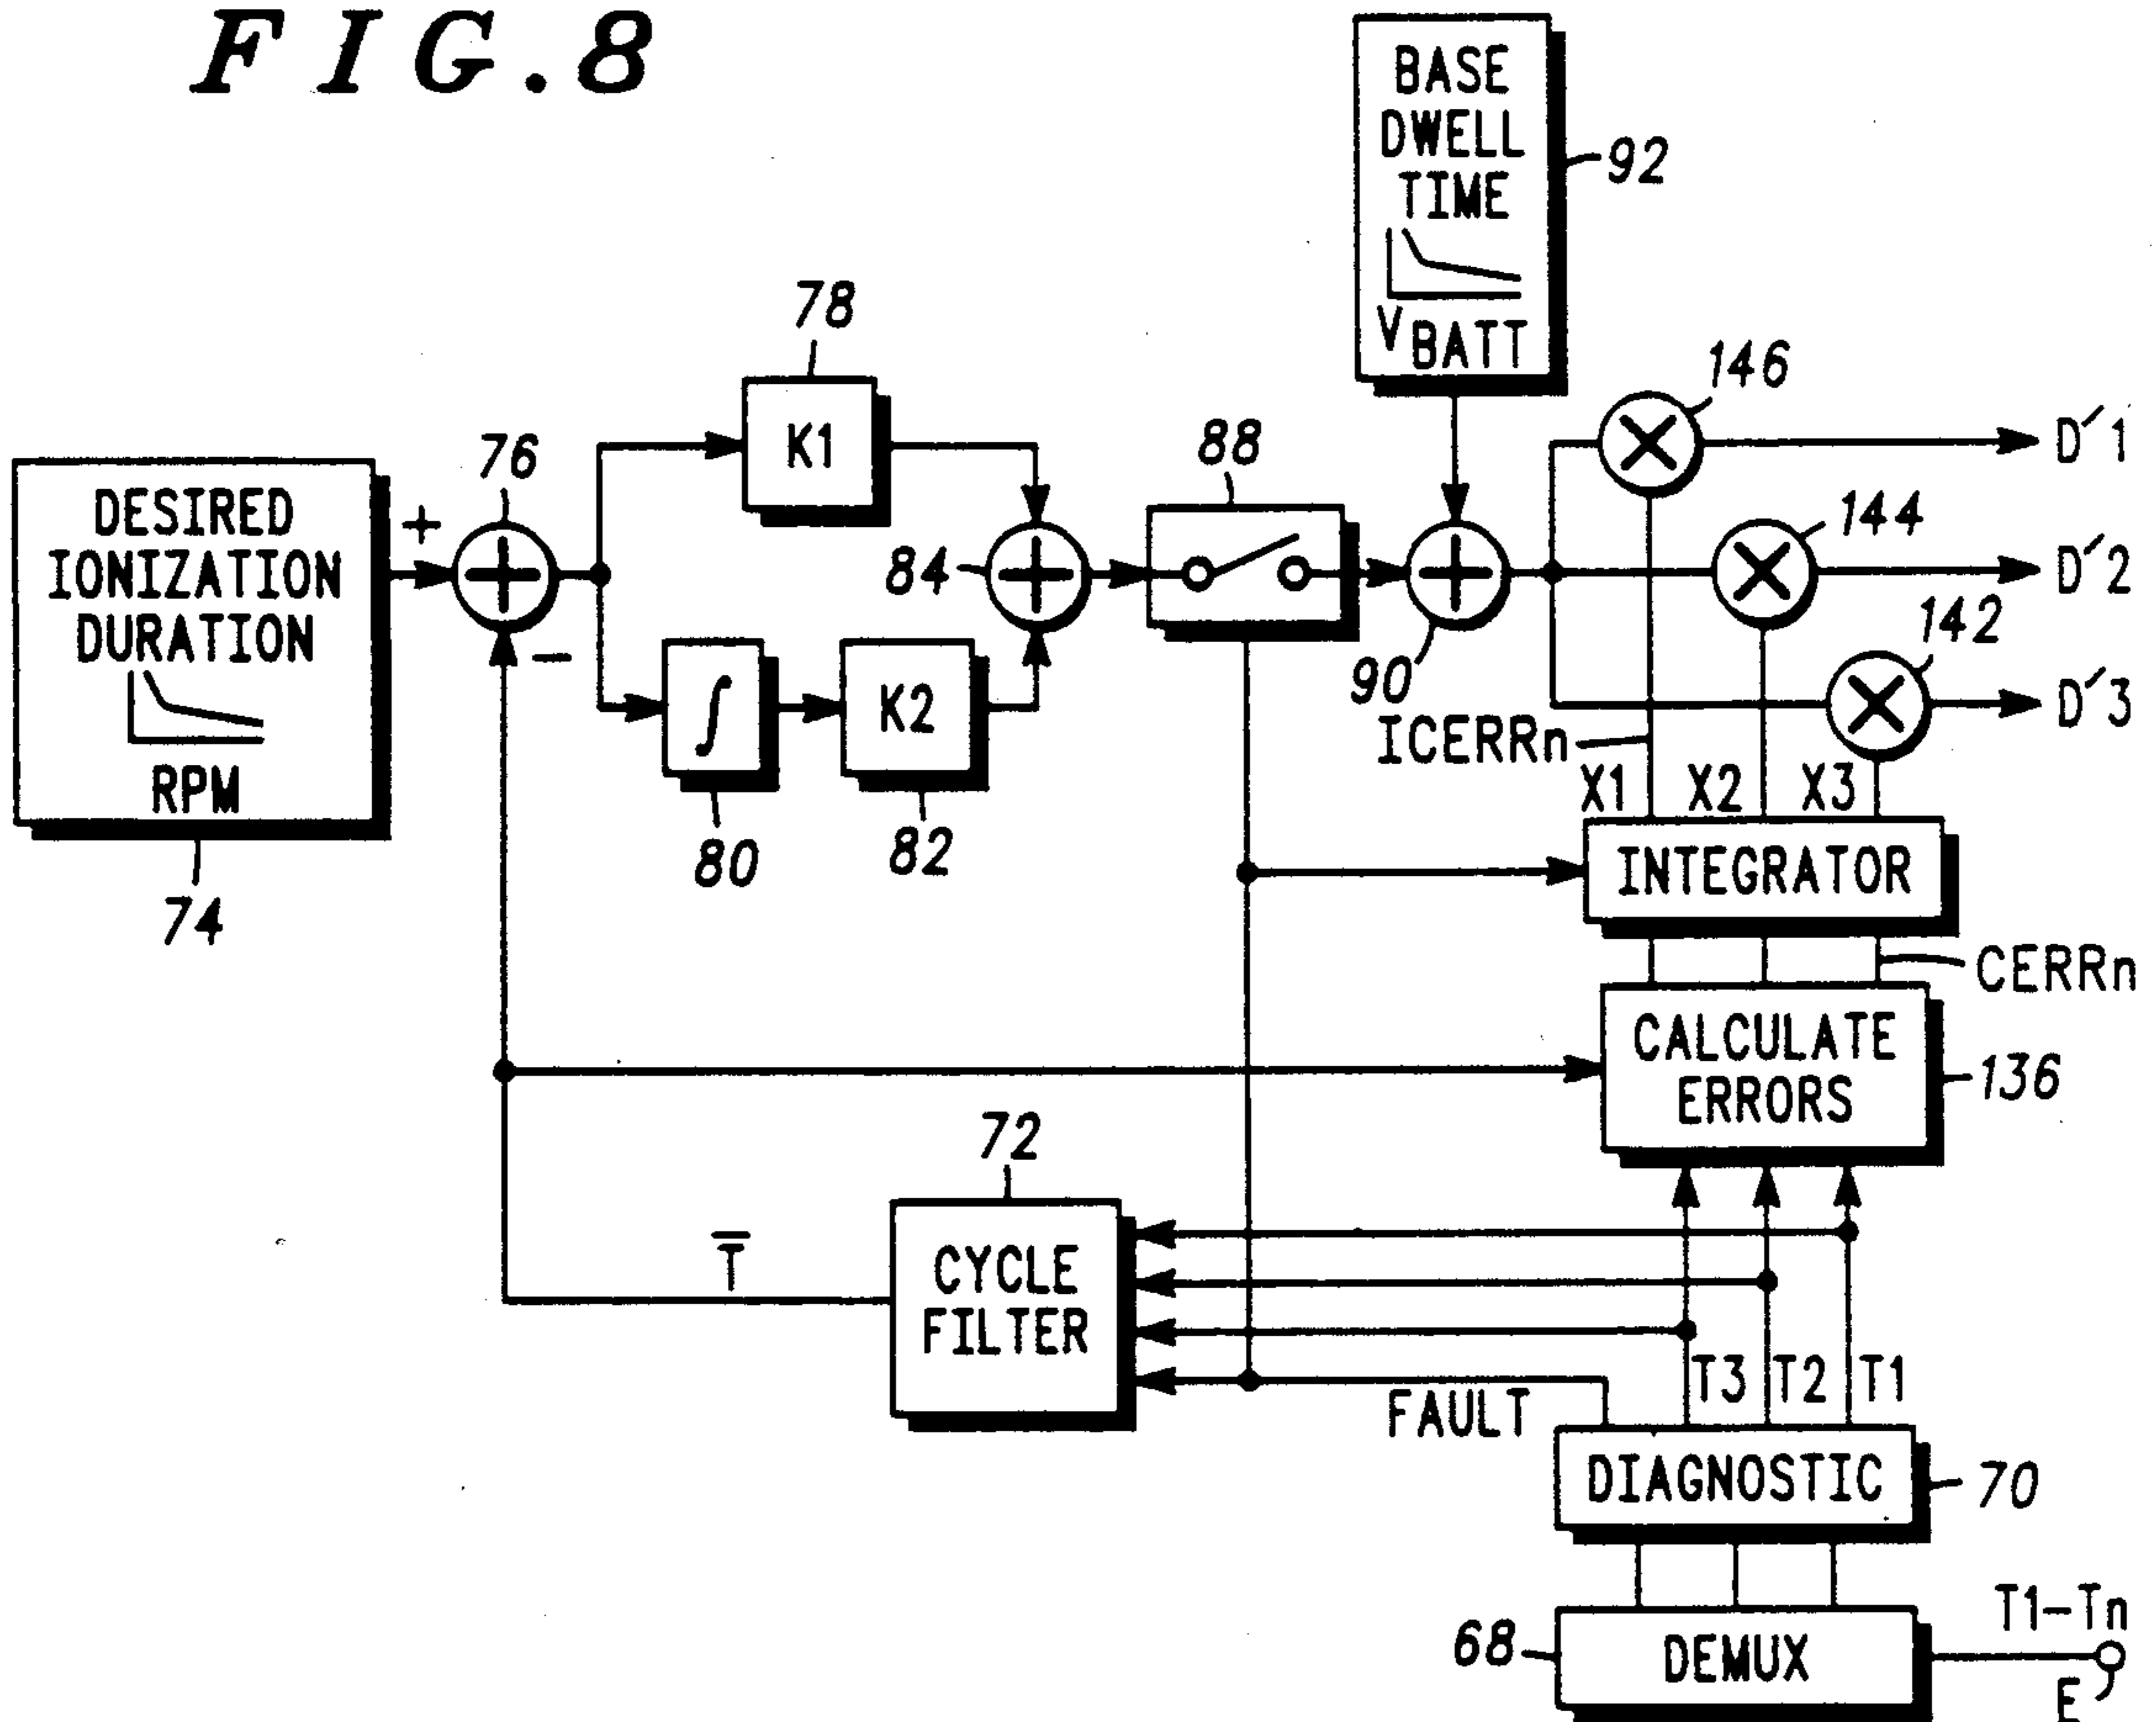 FIG.8
BASE
DWELL
TIME
VBATT
92
78
K1
76
+
−
DESIRED
IONIZATION
DURATION
RPM
74
84
88
90
∫
80
K2
82
146
D′1
144
D′2
142
D′3
ICERRn
X1 X2 X3
INTEGRATOR
CERRn
CALCULATE
ERRORS
136
72
CYCLE
FILTER
T̅
FAULT
T3 T2 T1
DIAGNOSTIC
70
68
DEMUX
T1−Tn
E